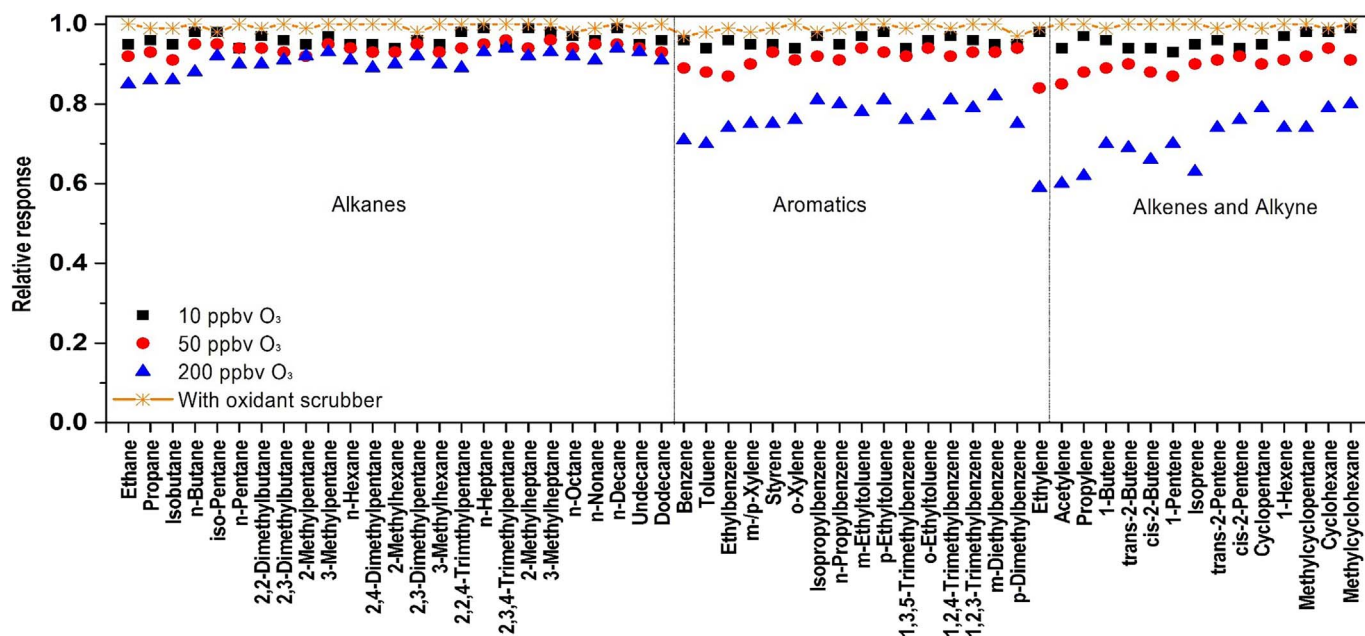 Relative response
1.0
0.8
0.6
0.4
0.2
0.0
Alkanes
Aromatics
Alkenes and Alkyne
10 ppbv O₃
50 ppbv O₃
200 ppbv O₃
With oxidant scrubber
Ethane
Propane
Isobutane
n-Butane
iso-Pentane
n-Pentane
2,2-Dimethylbutane
2,3-Dimethylbutane
2-Methylpentane
3-Methylpentane
n-Hexane
2,4-Dimethylpentane
2-Methylhexane
2,3-Dimethylpentane
3-Methylhexane
2,2,4-Trimthylpentane
n-Heptane
2,3,4-Trimethylpentane
2-Methylheptane
3-Methylheptane
n-Octane
n-Nonane
n-Decane
Undecane
Dodecane
Benzene
Toluene
Ethylbenzene
m-/p-Xylene
Styrene
o-Xylene
Isopropylbenzene
n-Propylbenzene
m-Ethyltoluene
p-Ethyltoluene
1,3,5-Trimethylbenzene
o-Ethyltoluene
1,2,4-Trimethylbenzene
1,2,3-Trimethylbenzene
m-Diethylbenzene
p-Dimethylbenzene
Ethylene
Acetylene
Propylene
1-Butene
trans-2-Butene
cis-2-Butene
1-Pentene
Isoprene
trans-2-Pentene
cis-2-Pentene
Cyclopentane
1-Hexene
Methylcyclopentane
Cyclohexane
Methylcyclohexane